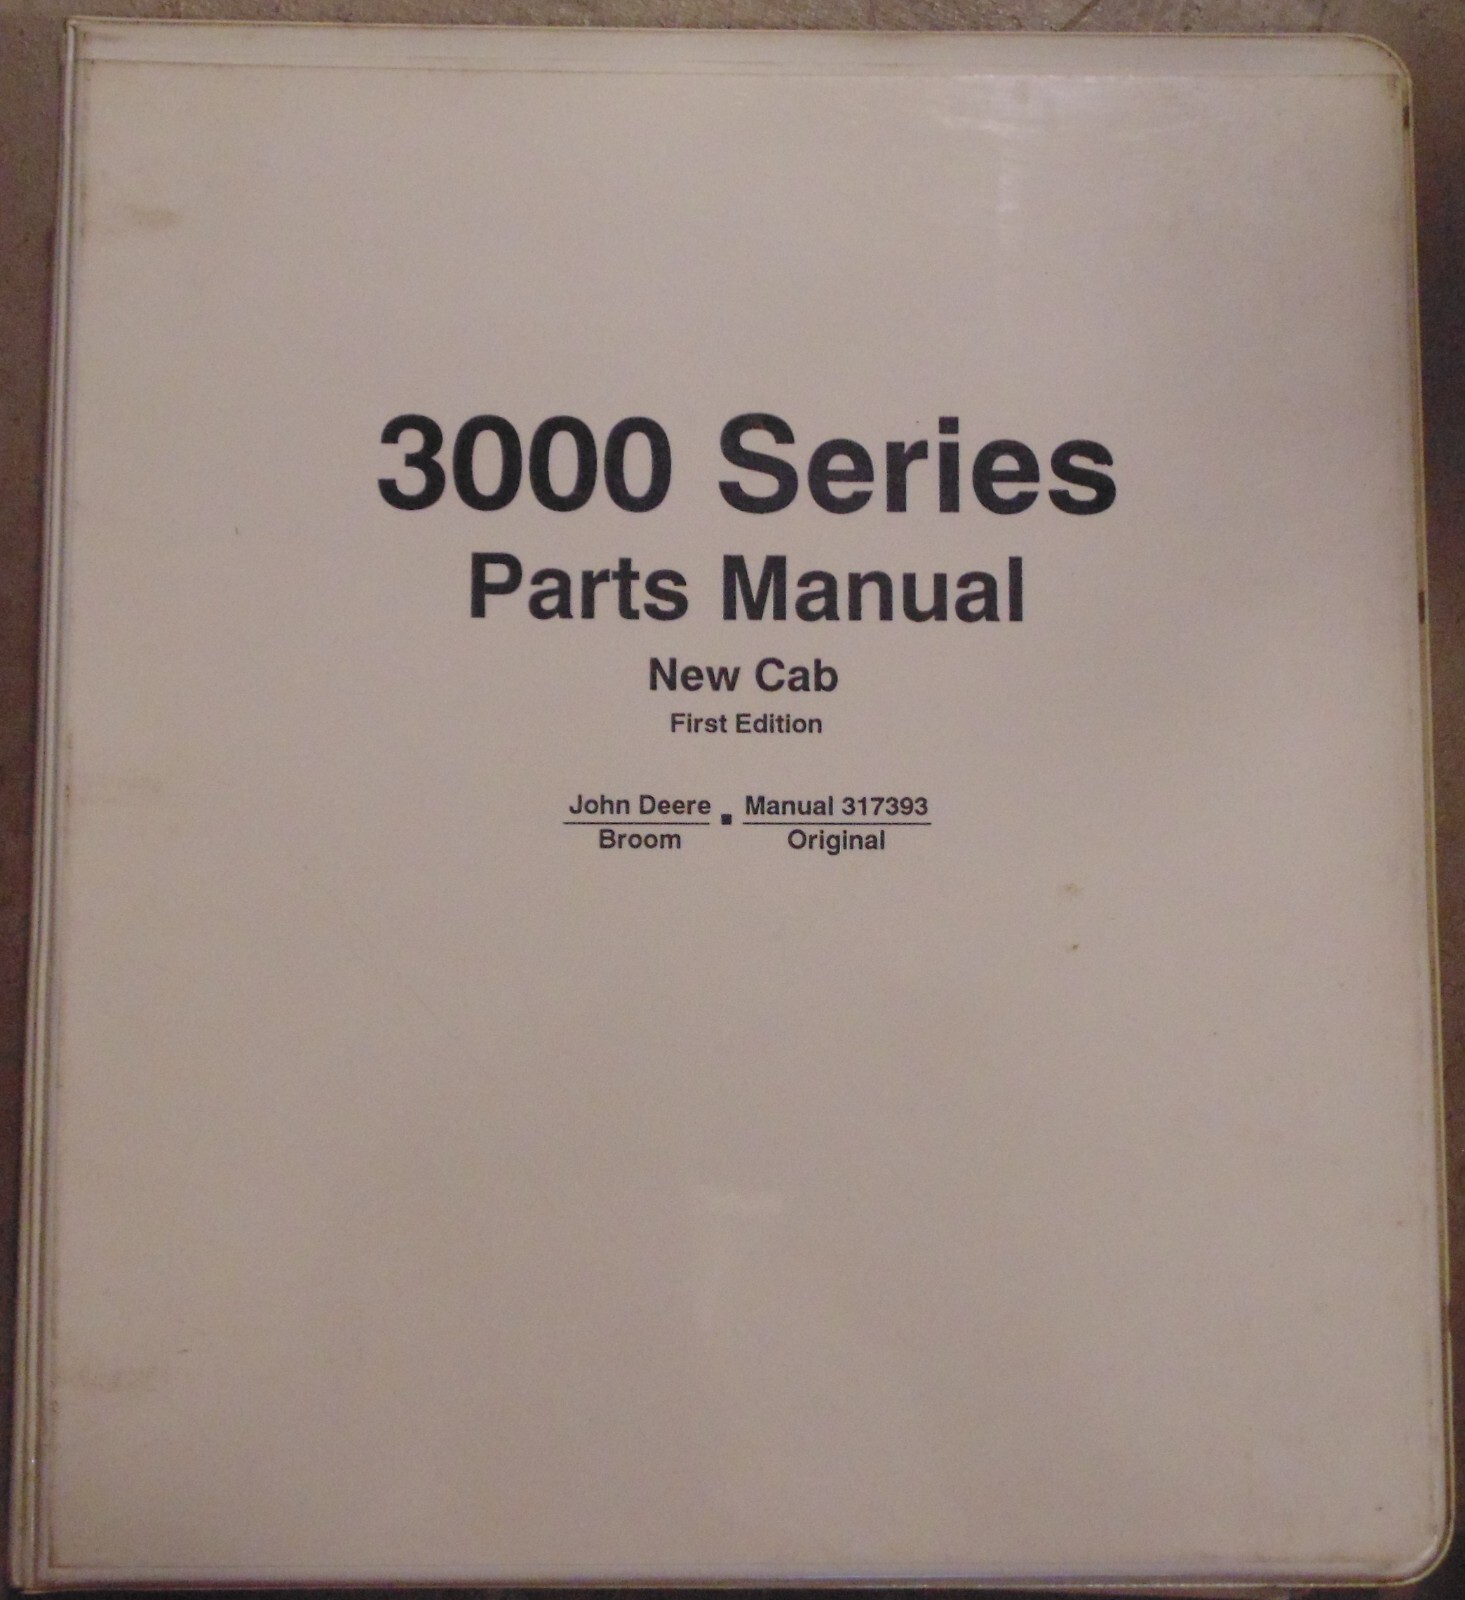 3000 Series
Parts Manual
New Cab
First Edition
John Deere ▪ Manual 317393
Broom Original